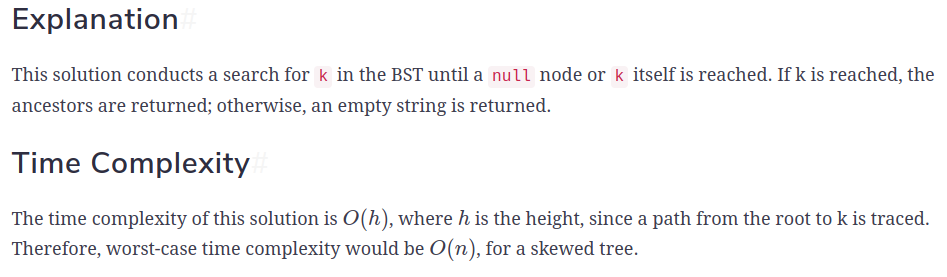 Explanation#
This solution conducts a search for k in the BST until a null node or k itself is reached. If k is reached, the
ancestors are returned; otherwise, an empty string is returned.
Time Complexity#
The time complexity of this solution is O(h), where h is the height, since a path from the root to k is traced.
Therefore, worst-case time complexity would be O(n), for a skewed tree.